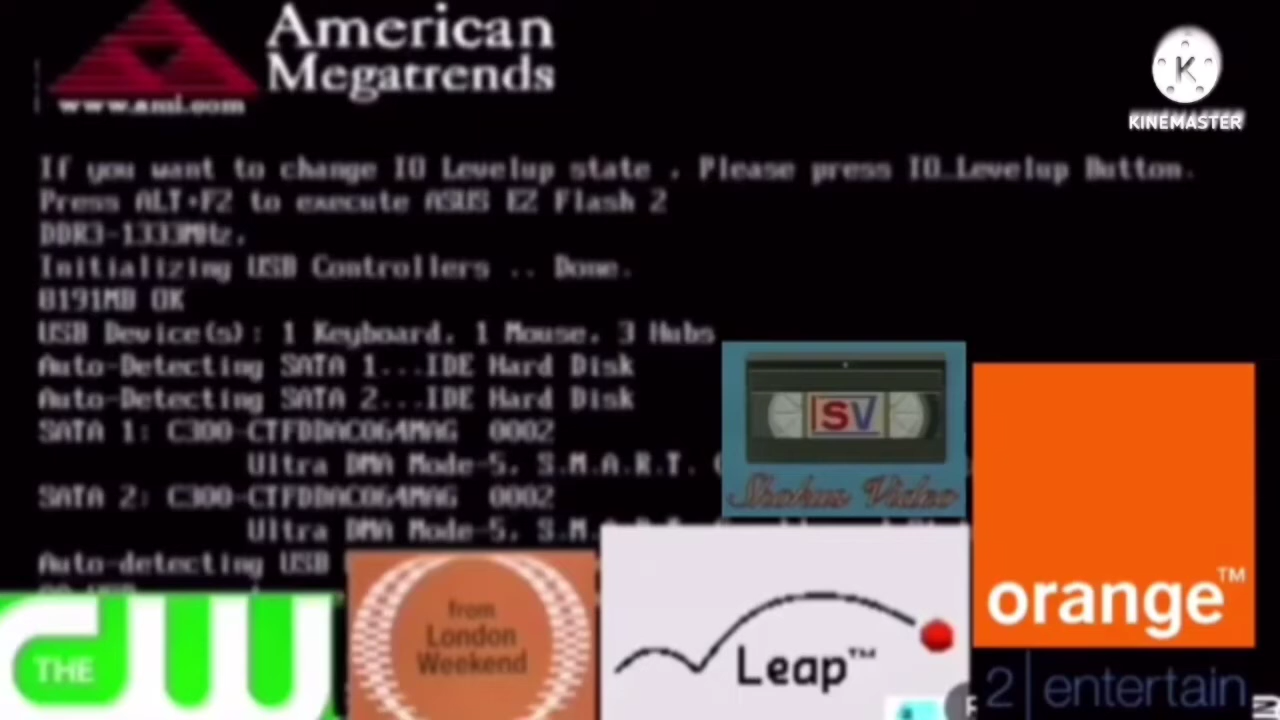 American
Megatrends
www.ami.com
KINEMASTER
If you want to change IO Levelup state , Please press IO_Levelup Button.
Press ALT+F2 to execute ASUS EZ Flash 2
DDR3-1333MHz.
Initializing USB Controllers .. Done.
8191MB OK
USB Device(s): 1 Keyboard, 1 Mouse, 3 Hubs
Auto-Detecting SATA 1...IDE Hard Disk
Auto-Detecting SATA 2...IDE Hard Disk
SATA 1: C300-CTFDDAC064MAG 0002
Ultra DMA Mode-5, S.M.A.R.T.
SATA 2: C300-CTFDDAC064MAG 0002
Ultra DMA Mode-5, S.M.
Auto-detecting USB
SV
Shokus Video
orange™
THE
from
London
Weekend
Leap™
2 entertain